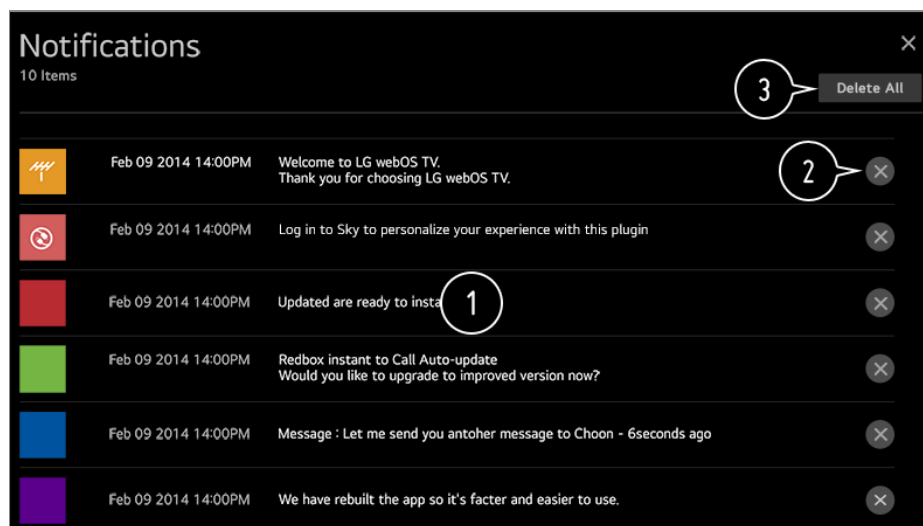 Notifications
10 Items
3
Delete All
Feb 09 2014 14:00PM
Welcome to LG webOS TV.
Thank you for choosing LG webOS TV.
2
Feb 09 2014 14:00PM
Log in to Sky to personalize your experience with this plugin
Feb 09 2014 14:00PM
Updated are ready to insta
1
Feb 09 2014 14:00PM
Redbox instant to Call Auto-update
Would you like to upgrade to improved version now?
Feb 09 2014 14:00PM
Message : Let me send you antoher message to Choon - 6seconds ago
Feb 09 2014 14:00PM
We have rebuilt the app so it's facter and easier to use.